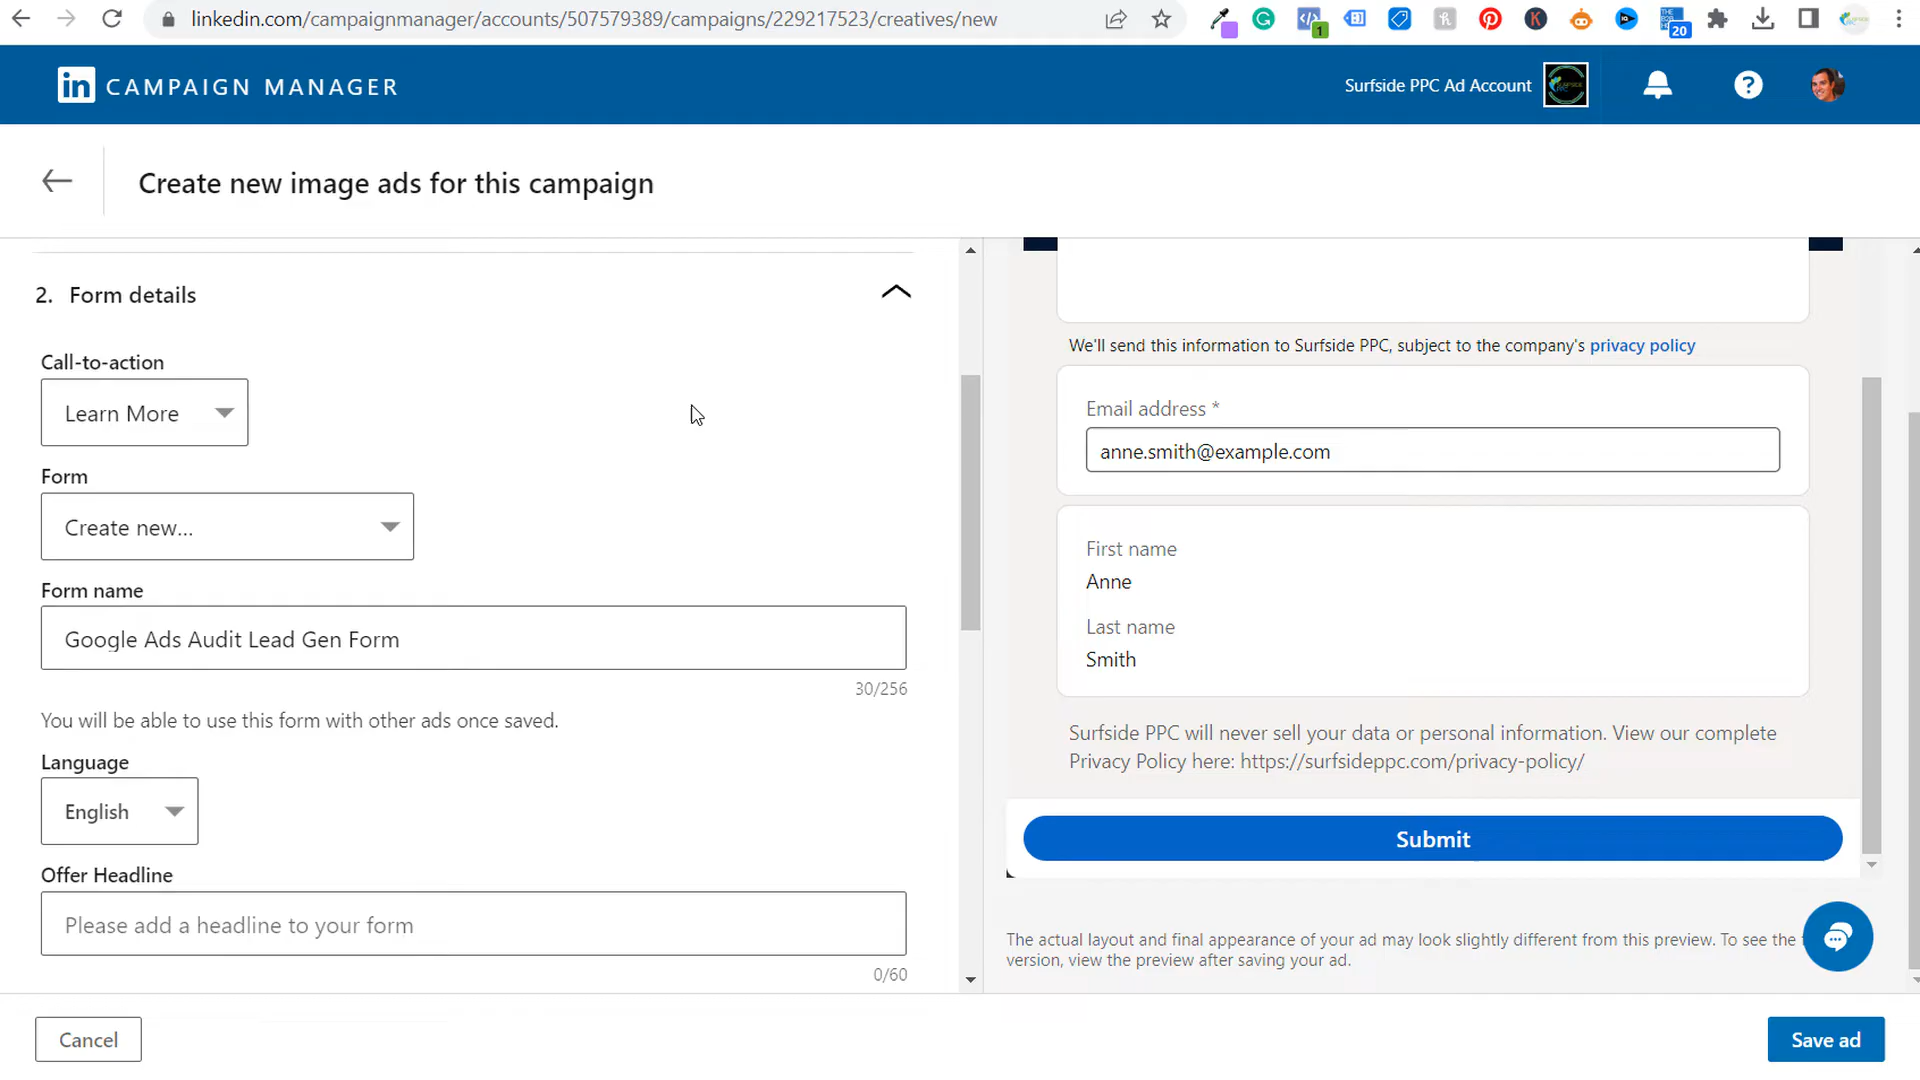 linkedin.com/campaignmanager/accounts/507579389/campaigns/229217523/creatives/new
1
20
in CAMPAIGN MANAGER
Surfside PPC Ad Account
Create new image ads for this campaign
2. Form details
Call-to-action
Learn More
Form
Create new...
Form name
Google Ads Audit Lead Gen Form
30/256
You will be able to use this form with other ads once saved.
Language
English
Offer Headline
Please add a headline to your form
0/60
We'll send this information to Surfside PPC, subject to the company's privacy policy
Email address *
anne.smith@example.com
First name
Anne
Last name
Smith
Surfside PPC will never sell your data or personal information. View our complete
Privacy Policy here: https://surfsideppc.com/privacy-policy/
Submit
The actual layout and final appearance of your ad may look slightly different from this preview. To see the
version, view the preview after saving your ad.
Cancel
Save ad